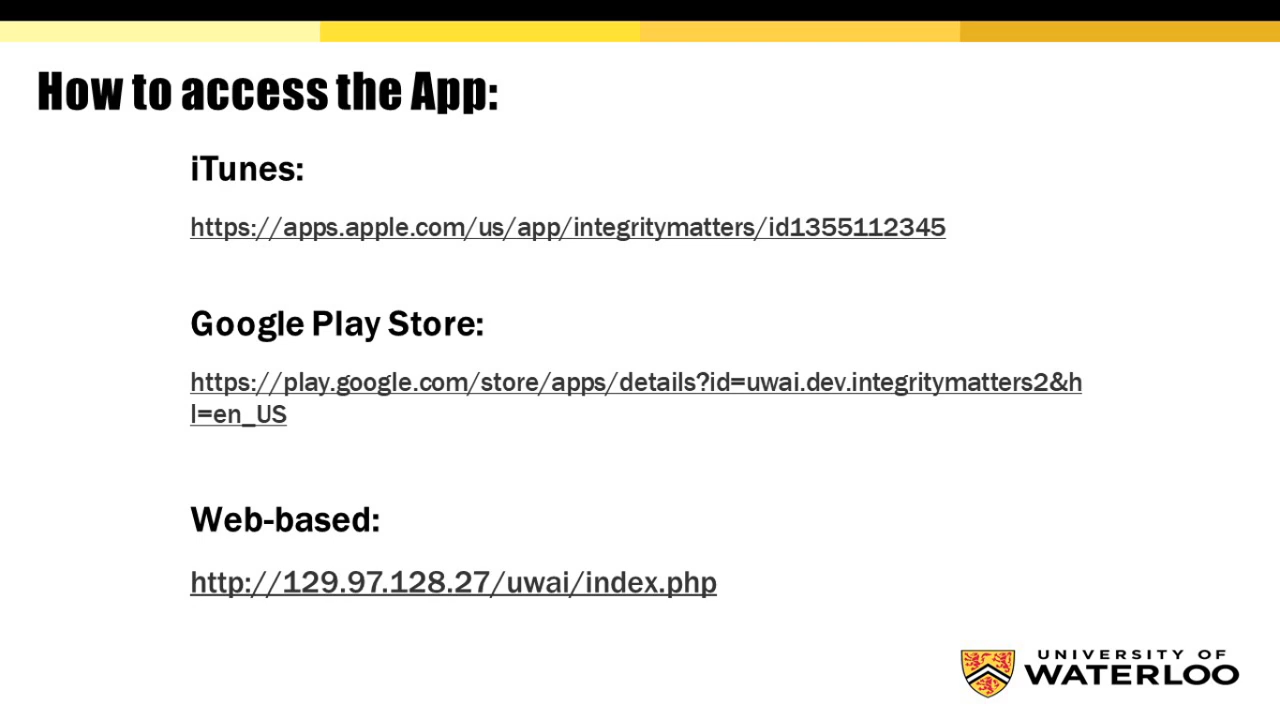 How to access the App:
iTunes:
https://apps.apple.com/us/app/integritymatters/id1355112345
Google Play Store:
https://play.google.com/store/apps/details?id=uwai.dev.integritymatters2&h
l=en_US
Web-based:
http://129.97.128.27/uwai/index.php
UNIVERSITY OF
WATERLOO